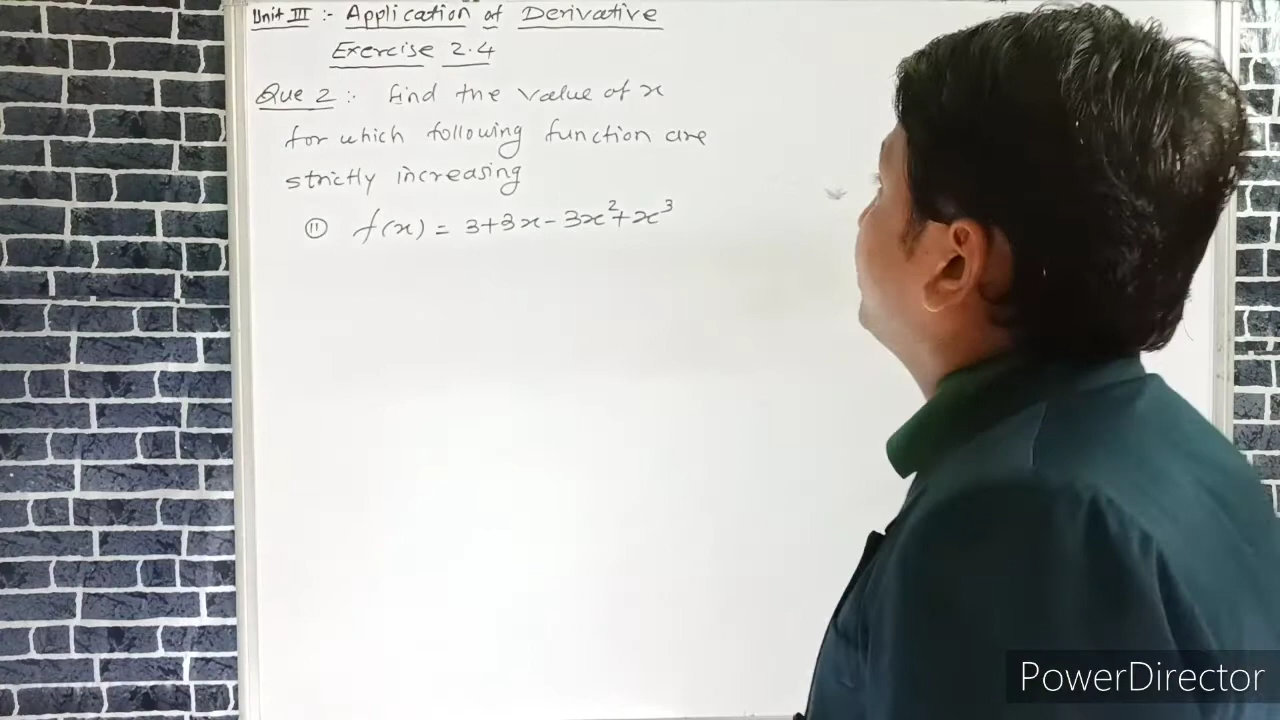 Unit III :- Application of Derivative
Exercise 2.4
Que 2 :- Find the value of x
for which following function are
strictly increasing
(11) f(x) = 3+3x-3x²+x³
PowerDirector